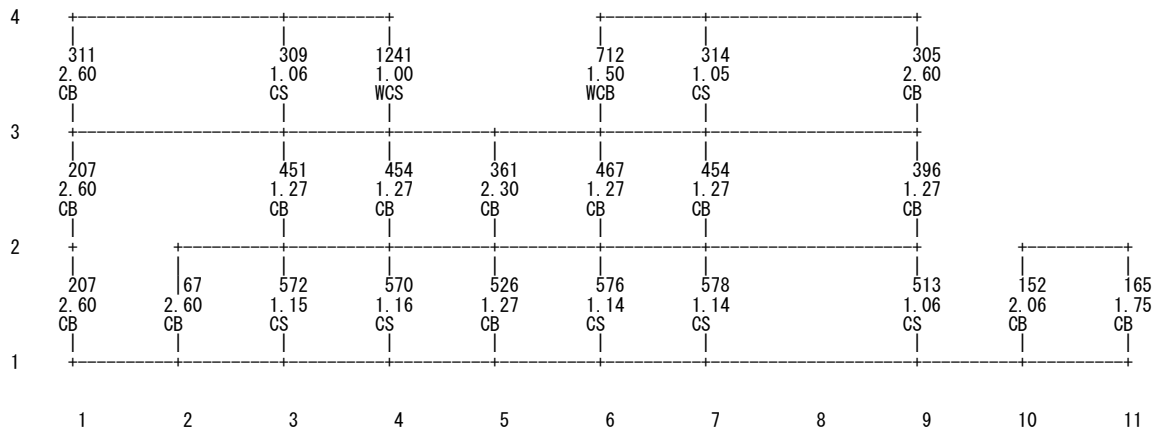 4
311 309 1241 712 314 305
2.60 1.06 1.00 1.50 1.05 2.60
CB CS WCS WCB CS CB
3
207 451 454 361 467 454 396
2.60 1.27 1.27 2.30 1.27 1.27 1.27
CB CB CB CB CB CB CB
2
207 67 572 570 526 576 578 513 152 165
2.60 2.60 1.15 1.16 1.27 1.14 1.14 1.06 2.06 1.75
CB CB CS CS CB CS CS CS CB CB
1
1 2 3 4 5 6 7 8 9 10 11